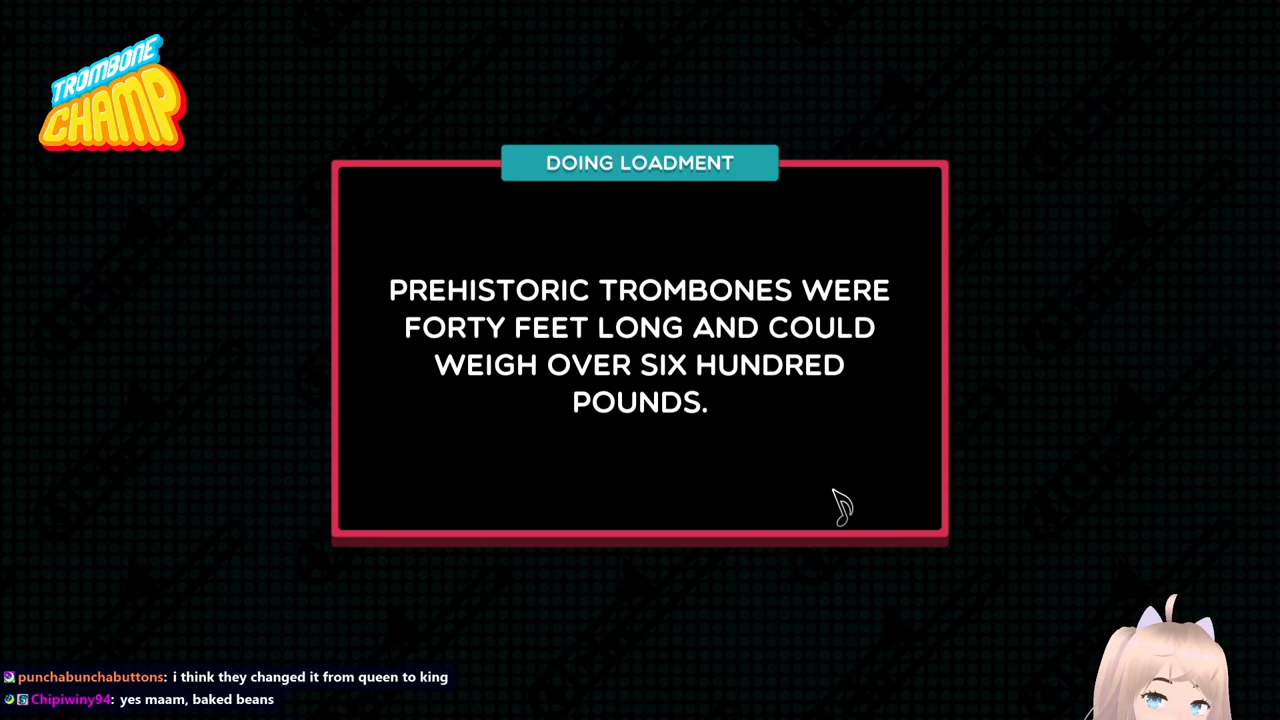 TROMBONE
CHAMP
DOING LOADMENT
PREHISTORIC TROMBONES WERE
FORTY FEET LONG AND COULD
WEIGH OVER SIX HUNDRED
POUNDS.
punchabunchabuttons: i think they changed it from queen to king
Chipiwiny94: yes maam, baked beans